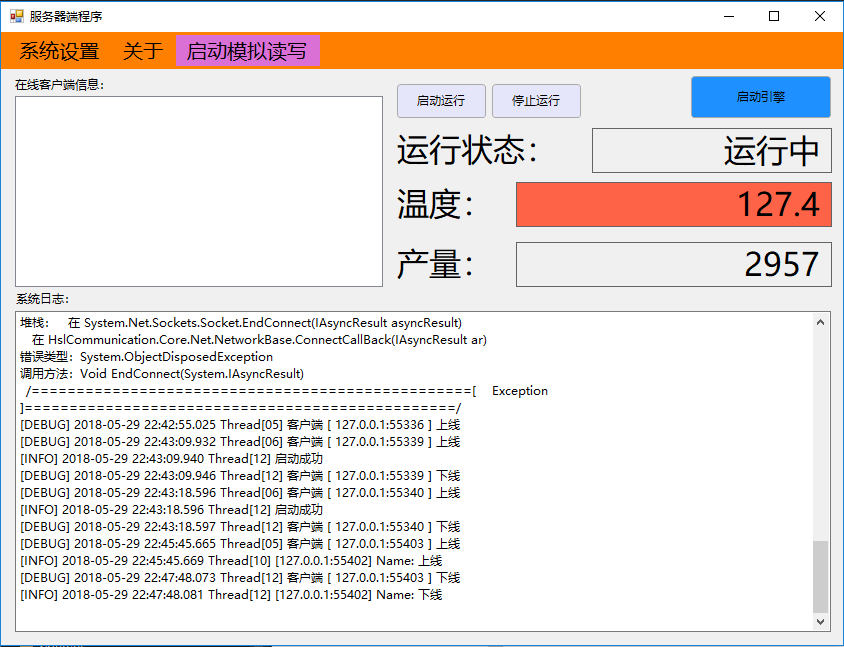 服务器端程序
系统设置 关于 启动模拟读写
在线客户端信息：
启动运行 停止运行 启动引擎
运行状态： 运行中
温度： 127.4
产量： 2957
系统日志：
堆栈： 在 System.Net.Sockets.Socket.EndConnect(IAsyncResult asyncResult)
在 HslCommunication.Core.Net.NetworkBase.ConnectCallBack(IAsyncResult ar)
错误类型：System.ObjectDisposedException
调用方法：Void EndConnect(System.IAsyncResult)
/=================================================[ Exception
]================================================/
[DEBUG] 2018-05-29 22:42:55.025 Thread[05] 客户端 [ 127.0.0.1:55336 ] 上线
[DEBUG] 2018-05-29 22:43:09.932 Thread[06] 客户端 [ 127.0.0.1:55339 ] 上线
[INFO] 2018-05-29 22:43:09.940 Thread[12] 启动成功
[DEBUG] 2018-05-29 22:43:09.946 Thread[12] 客户端 [ 127.0.0.1:55339 ] 下线
[DEBUG] 2018-05-29 22:43:18.596 Thread[06] 客户端 [ 127.0.0.1:55340 ] 上线
[INFO] 2018-05-29 22:43:18.596 Thread[12] 启动成功
[DEBUG] 2018-05-29 22:43:18.597 Thread[12] 客户端 [ 127.0.0.1:55340 ] 下线
[DEBUG] 2018-05-29 22:45:45.665 Thread[05] 客户端 [ 127.0.0.1:55403 ] 上线
[INFO] 2018-05-29 22:45:45.669 Thread[10] [127.0.0.1:55402] Name: 上线
[DEBUG] 2018-05-29 22:47:48.073 Thread[12] 客户端 [ 127.0.0.1:55403 ] 下线
[INFO] 2018-05-29 22:47:48.081 Thread[12] [127.0.0.1:55402] Name: 下线